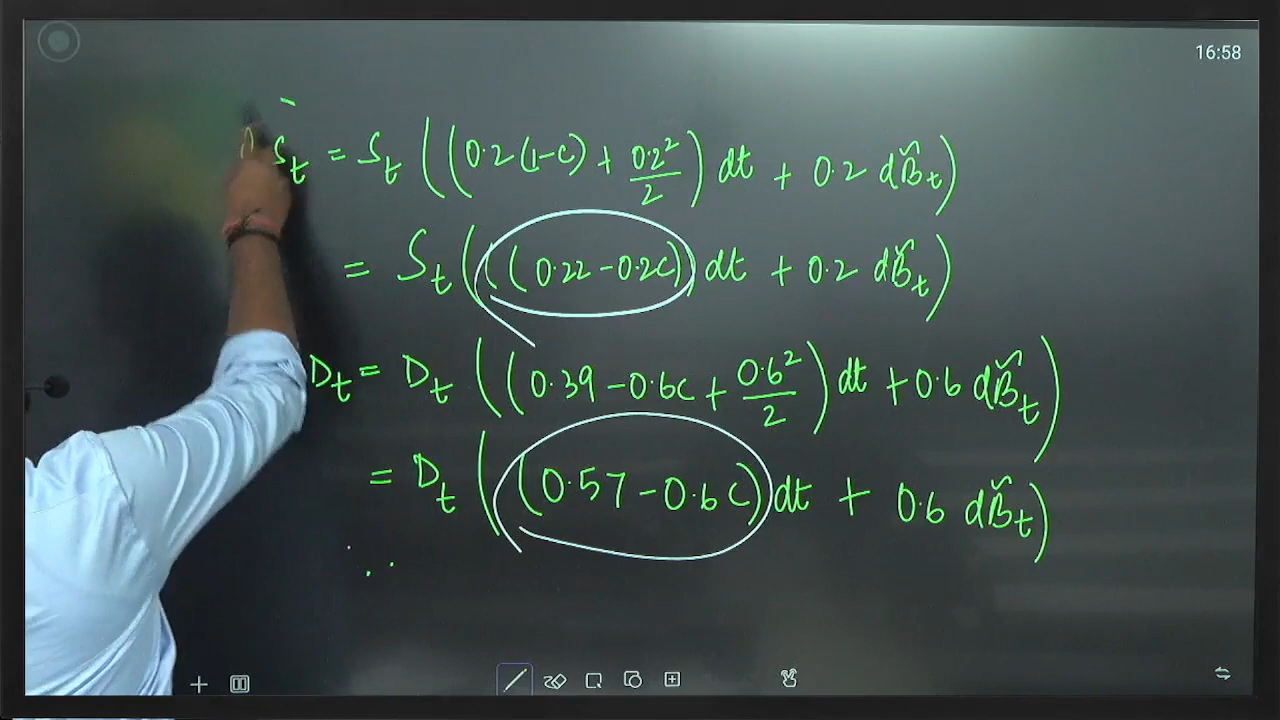 16:58
S_t = S_t ((0.2(1-c) + 0.2²/2) dt + 0.2 dB̌_t)
= S_t (((0.22 - 0.2c)) dt + 0.2 dB̌_t)
D_t = D_t ((0.39 - 0.6c + 0.6²/2) dt + 0.6 dB̌_t)
= D_t ((0.57 - 0.6c) dt + 0.6 dB̌_t)